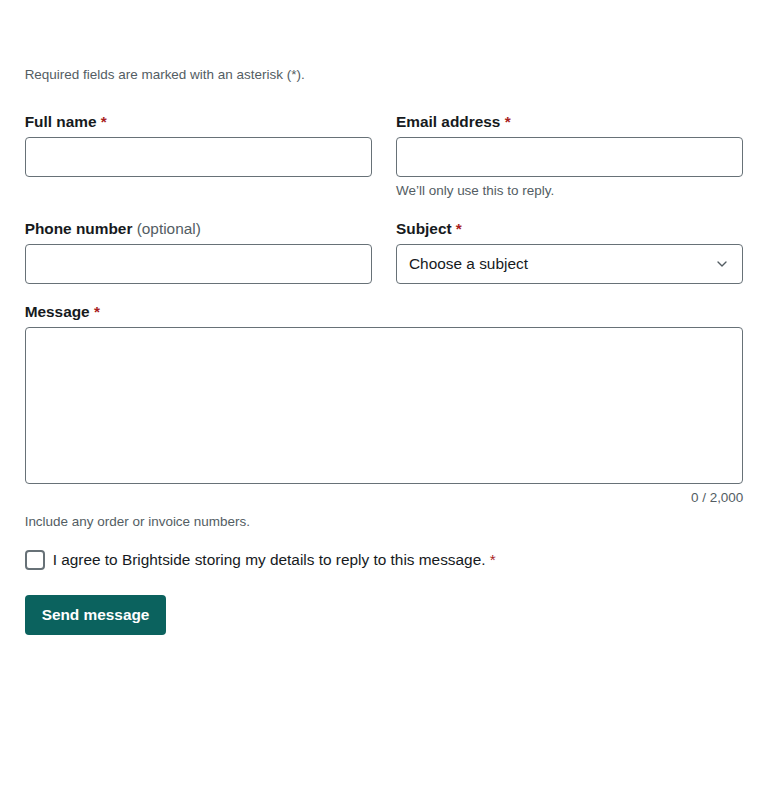 Required fields are marked with an asterisk (*).
Full name *
Email address *
We’ll only use this to reply.
Phone number (optional)
Subject *
Choose a subject
Message *
0 / 2,000
Include any order or invoice numbers.
I agree to Brightside storing my details to reply to this message. *
Send message